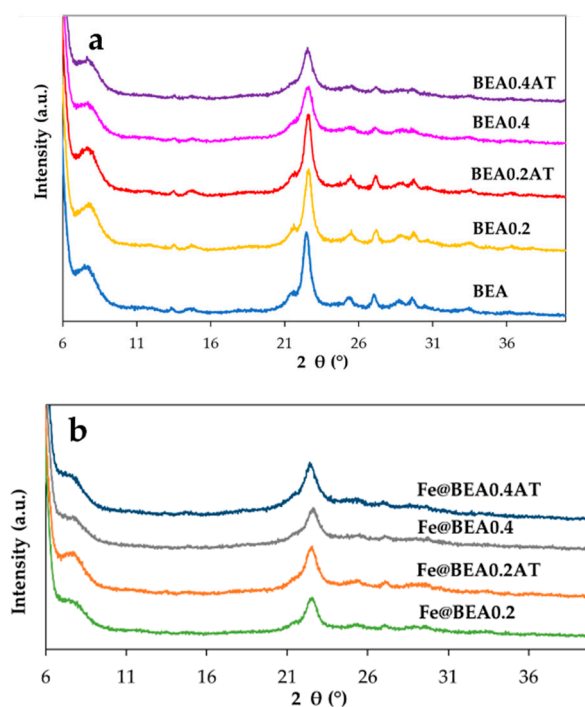 a
Intensity (a.u.)
BEA0.4AT
BEA0.4
BEA0.2AT
BEA0.2
BEA
6 11 16 21 26 31 36
2 θ (°)
b
Intensity (a.u.)
Fe@BEA0.4AT
Fe@BEA0.4
Fe@BEA0.2AT
Fe@BEA0.2
6 11 16 21 26 31 36
2 θ (°)